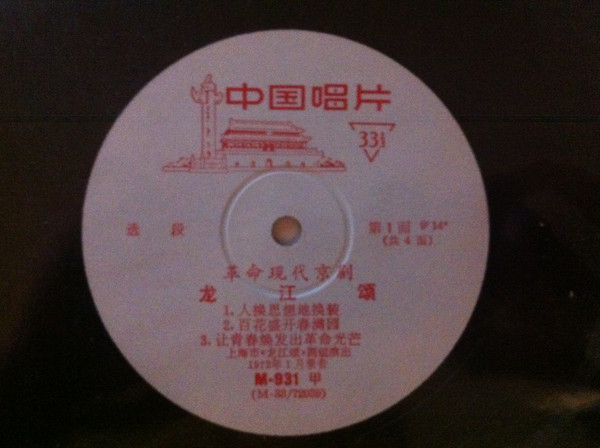 中国唱片
33⅓
选段
第1面 9′14″
(共4面)
革命现代京剧
龙江颂
1. 人换思想地换装
2. 百花盛开春满园
3. 让青春焕发出革命光芒
上海市《龙江颂》剧组演出
1972年1月录音
M-931 甲